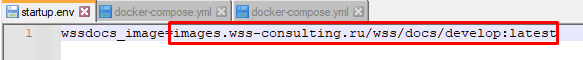 startup.env docker-compose.yml docker-compose.yml
1 wssdocs_image=images.wss-consulting.ru/wss/docs/develop:latest